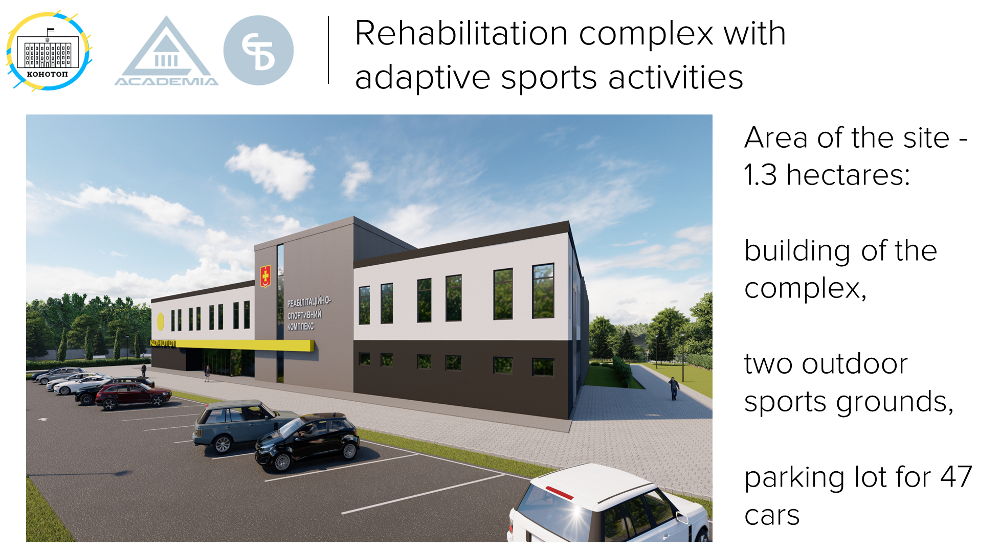 КОНОТОП
ACADEMIA
СБ
Rehabilitation complex with
adaptive sports activities
РЕАБІЛІТАЦІЙНО-
СПОРТИВНИЙ
КОМПЛЕКС
КОНОТОП
Area of the site -
1.3 hectares:
building of the
complex,
two outdoor
sports grounds,
parking lot for 47
cars